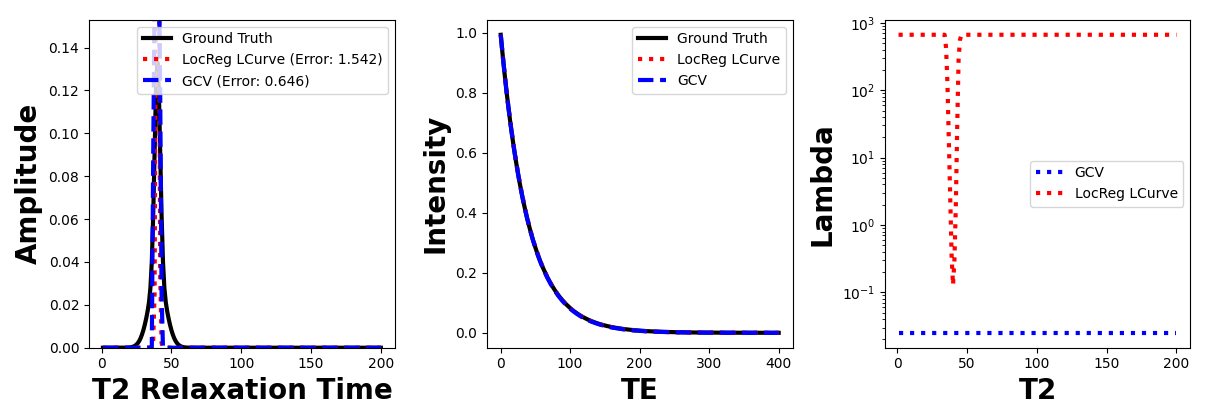 Amplitude
0.14
0.12
0.10
0.08
0.06
0.04
0.02
0.00
0 50 100 150 200
T2 Relaxation Time
Ground Truth
LocReg LCurve (Error: 1.542)
GCV (Error: 0.646)
Intensity
1.0
0.8
0.6
0.4
0.2
0.0
0 100 200 300 400
TE
Ground Truth
LocReg LCurve
GCV
Lambda
10³
10²
10¹
10⁰
10⁻¹
0 50 100 150 200
T2
GCV
LocReg LCurve